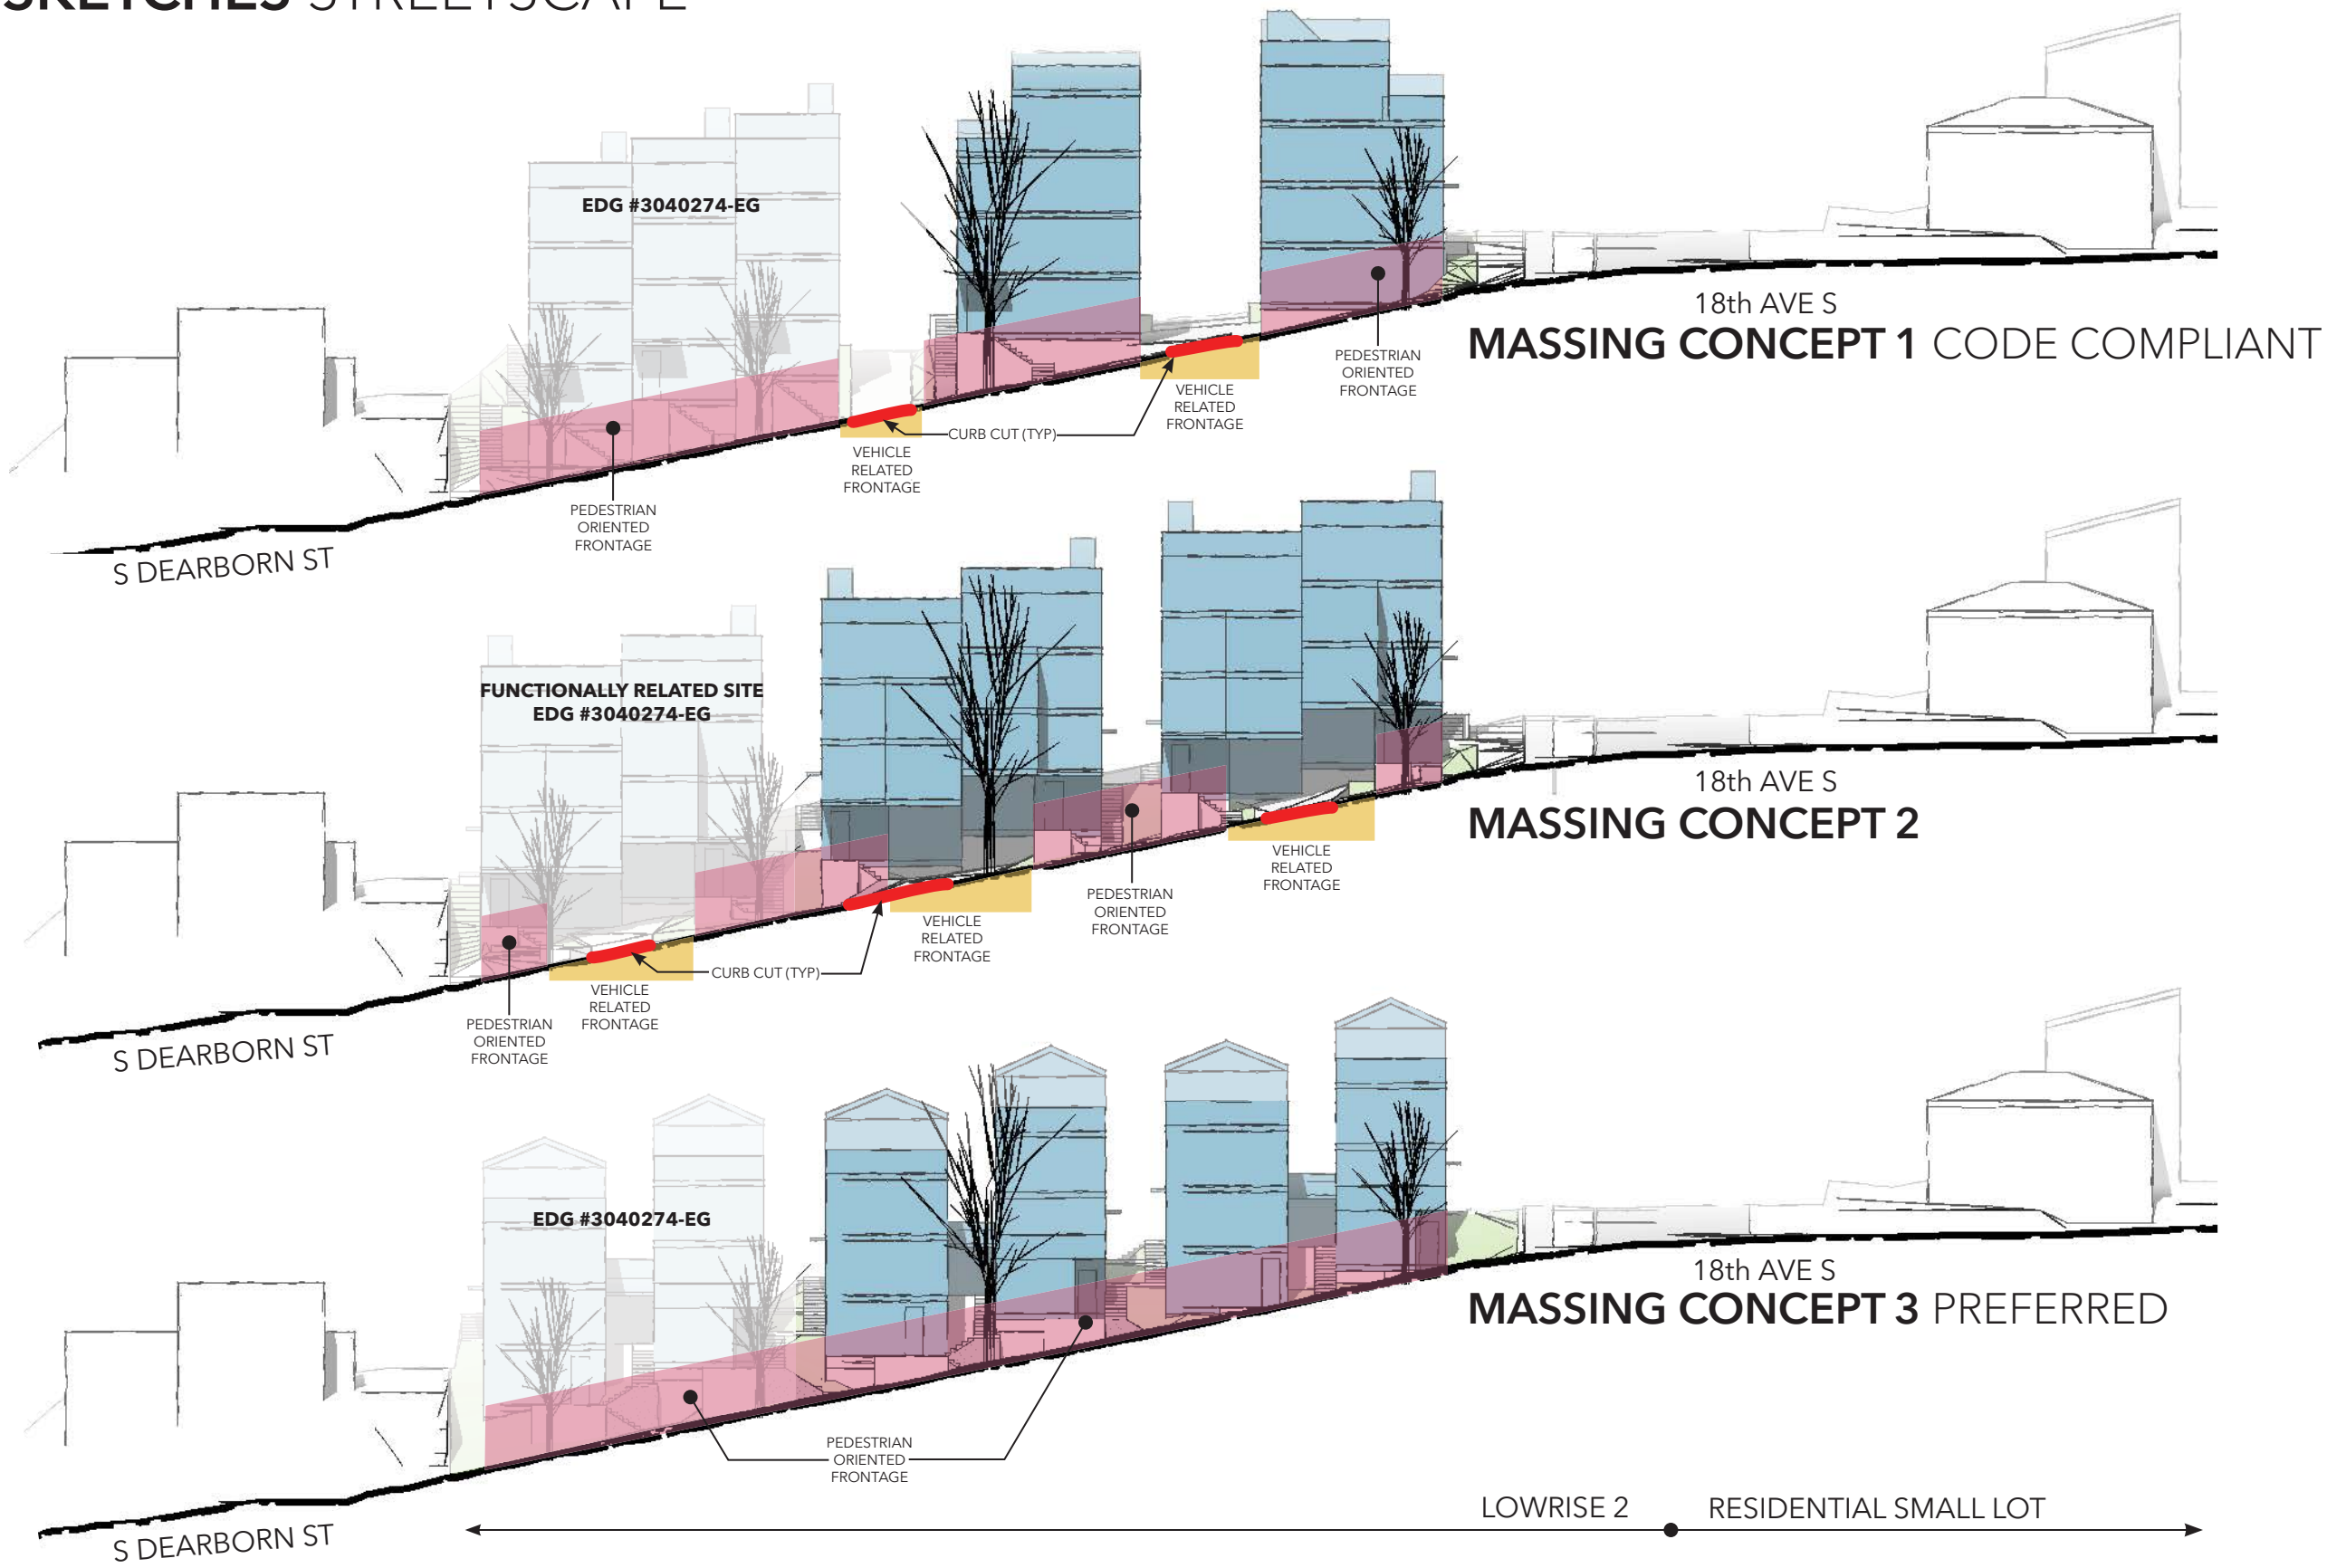 SKETCHES STREETSCAPE
EDG #3040274-EG
18th AVE S
MASSING CONCEPT 1 CODE COMPLIANT
PEDESTRIAN
ORIENTED
FRONTAGE
VEHICLE
RELATED
FRONTAGE
CURB CUT (TYP)
VEHICLE
RELATED
FRONTAGE
PEDESTRIAN
ORIENTED
FRONTAGE
S DEARBORN ST
FUNCTIONALLY RELATED SITE
EDG #3040274-EG
18th AVE S
MASSING CONCEPT 2
VEHICLE
RELATED
FRONTAGE
PEDESTRIAN
ORIENTED
FRONTAGE
VEHICLE
RELATED
FRONTAGE
CURB CUT (TYP)
VEHICLE
RELATED
FRONTAGE
PEDESTRIAN
ORIENTED
FRONTAGE
S DEARBORN ST
EDG #3040274-EG
18th AVE S
MASSING CONCEPT 3 PREFERRED
PEDESTRIAN
ORIENTED
FRONTAGE
LOWRISE 2 RESIDENTIAL SMALL LOT
S DEARBORN ST